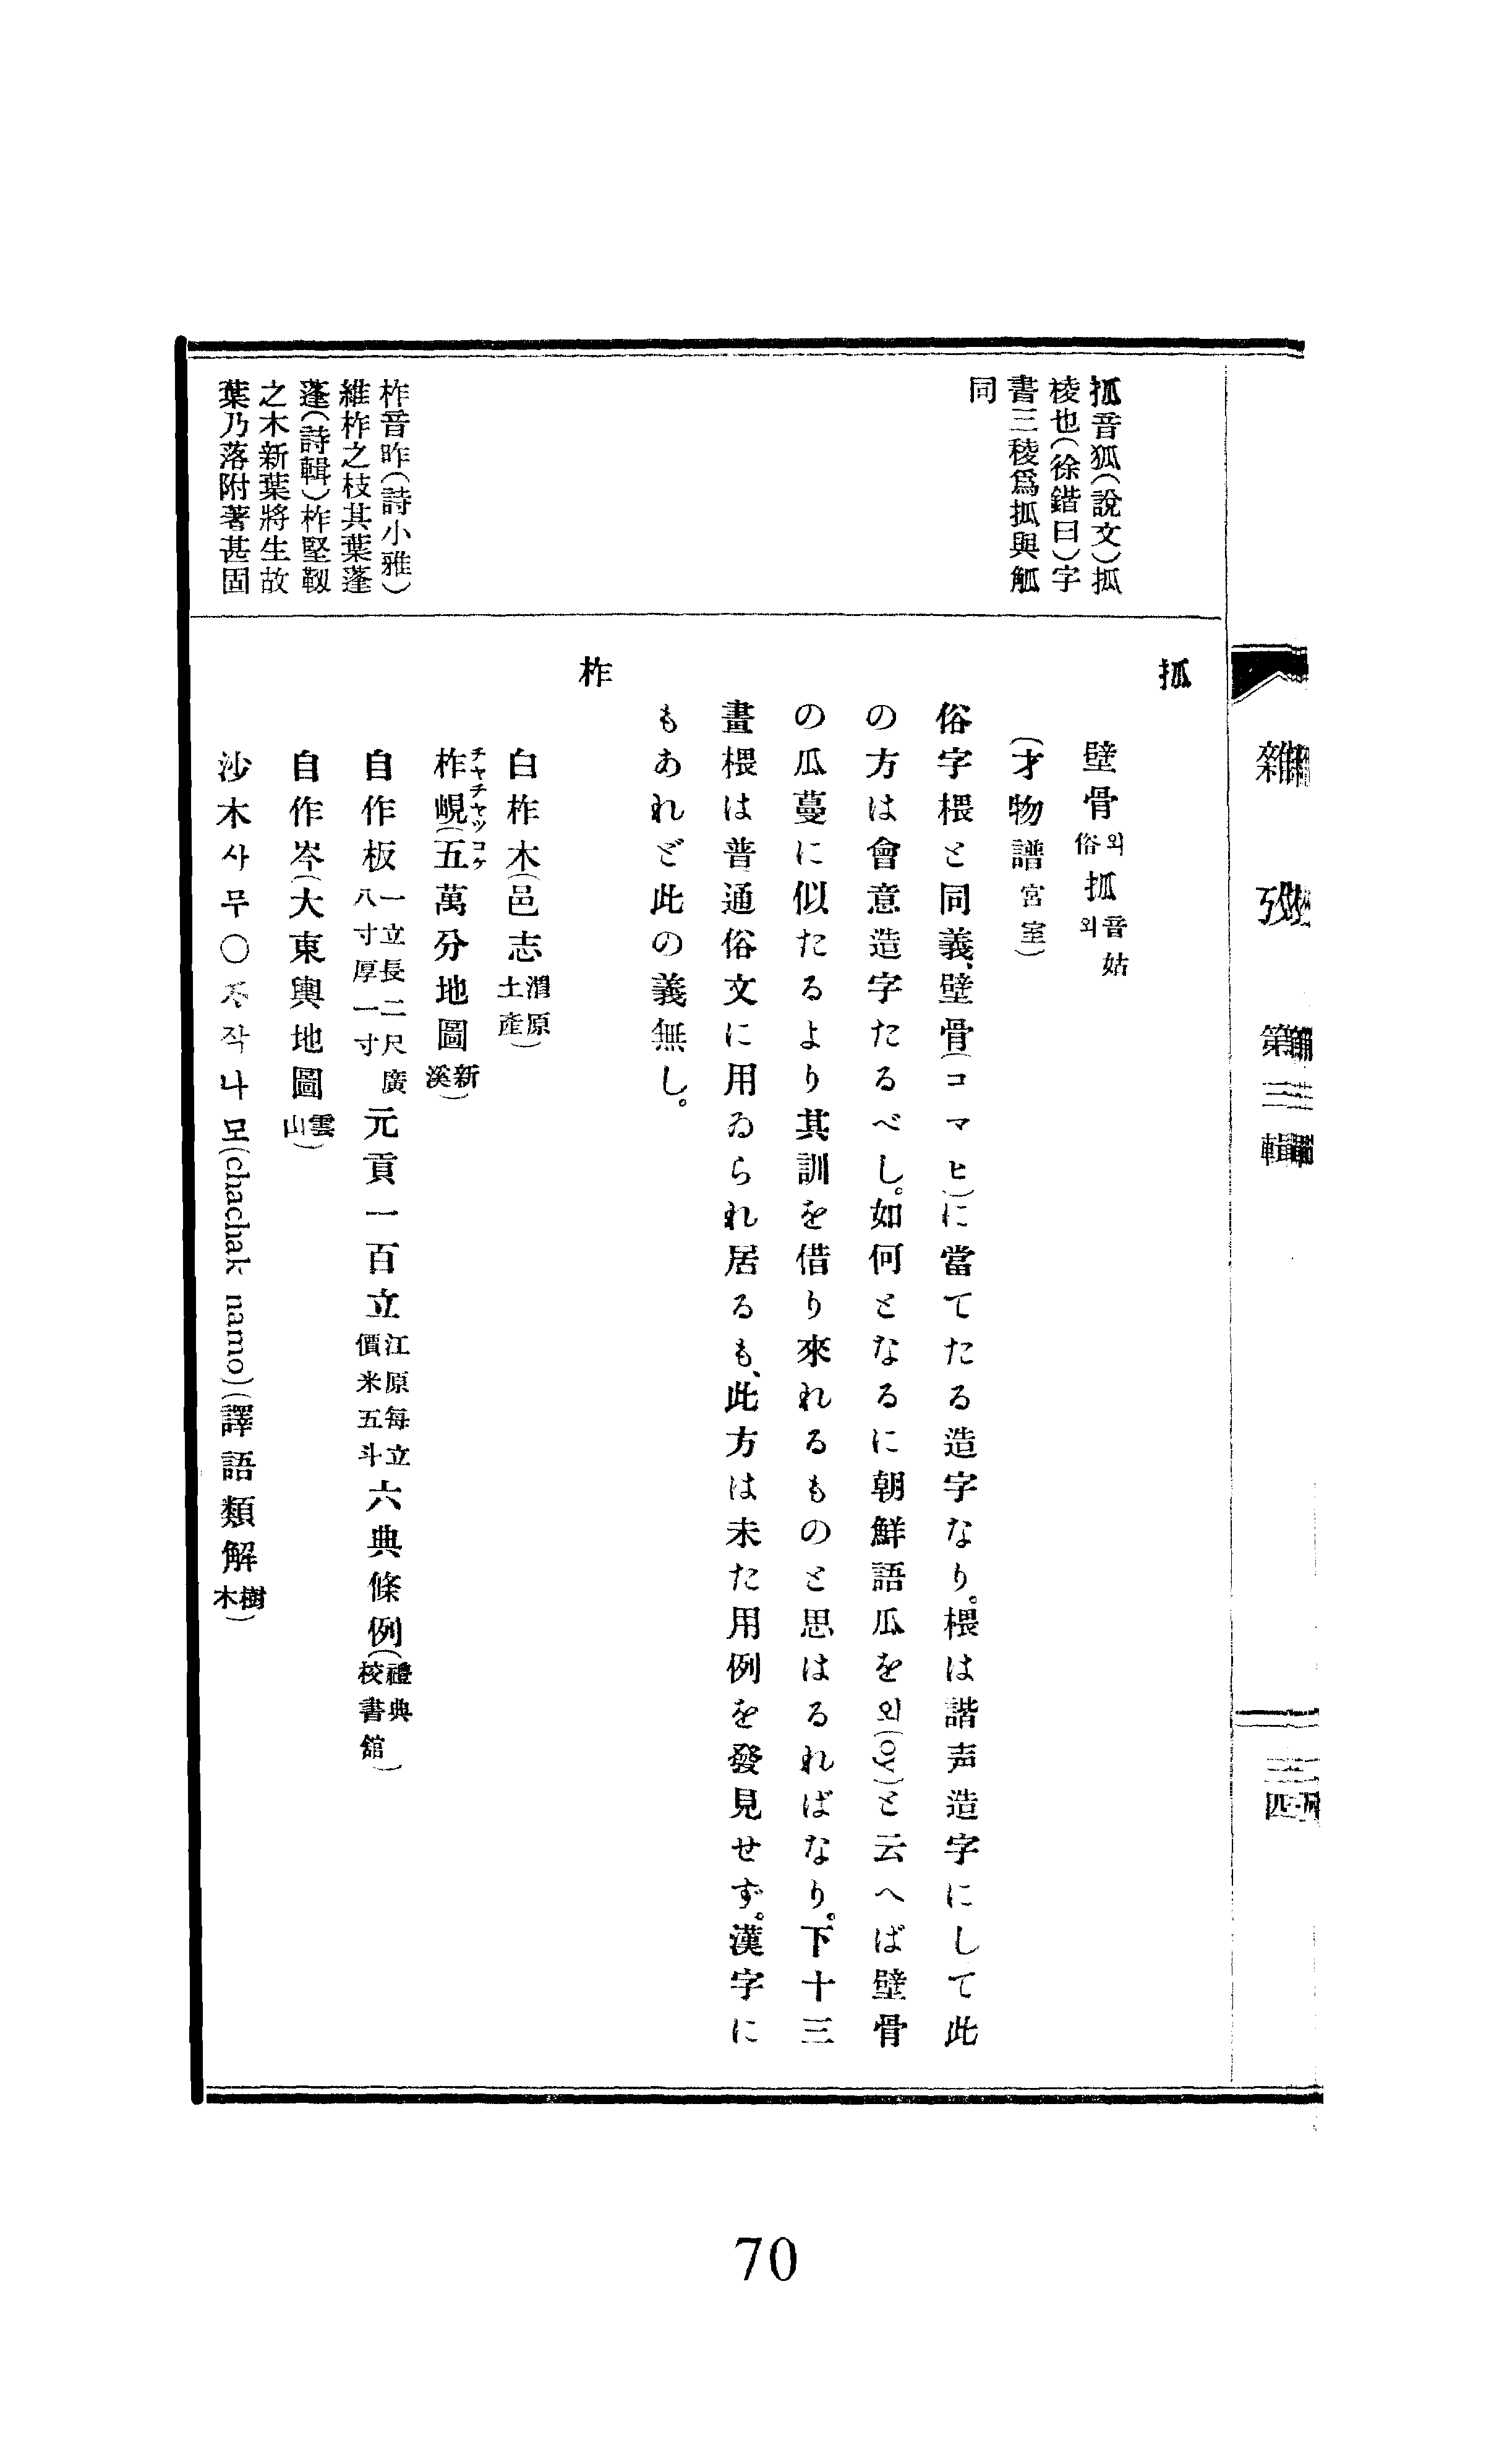 雜攷 第三輯
三四
柧音狐(說文)柧
棱也(徐鍇曰)字
書三稜爲柧與觚
同
柞音昨(詩小雅)
維柞之枝其葉蓬
蓬(詩輯)柞堅靱
之木新葉將生故
葉乃落附著甚固
柧
壁骨외俗柧音姑외
(才物譜宮室)
俗字椳と同義、壁骨(コマヒ)に當てたる造字なり。椳は諧声造字にして此
の方は會意造字たるべし。如何となるに朝鮮語瓜を외(oy)と云へば壁骨
の瓜蔓に似たるより其訓を借り來れるものと思はるればなり。下十三
畫椳は普通俗文に用ゐられ居るも、此方は未た用例を發見せず。漢字に
もあれど此の義無し。
柞
白柞木(邑志渭原土産)
柞峴チャチャツコケ(五萬分地圖新溪)
自作板一立長二尺廣八寸厚一寸元貢一百立江原每立價米五斗六典條例(禮典校書館)
自作岑(大東輿地圖雲山)
沙木사무○ᄌᆞ작나모(chachak namo)(譯語類解樹木)
70